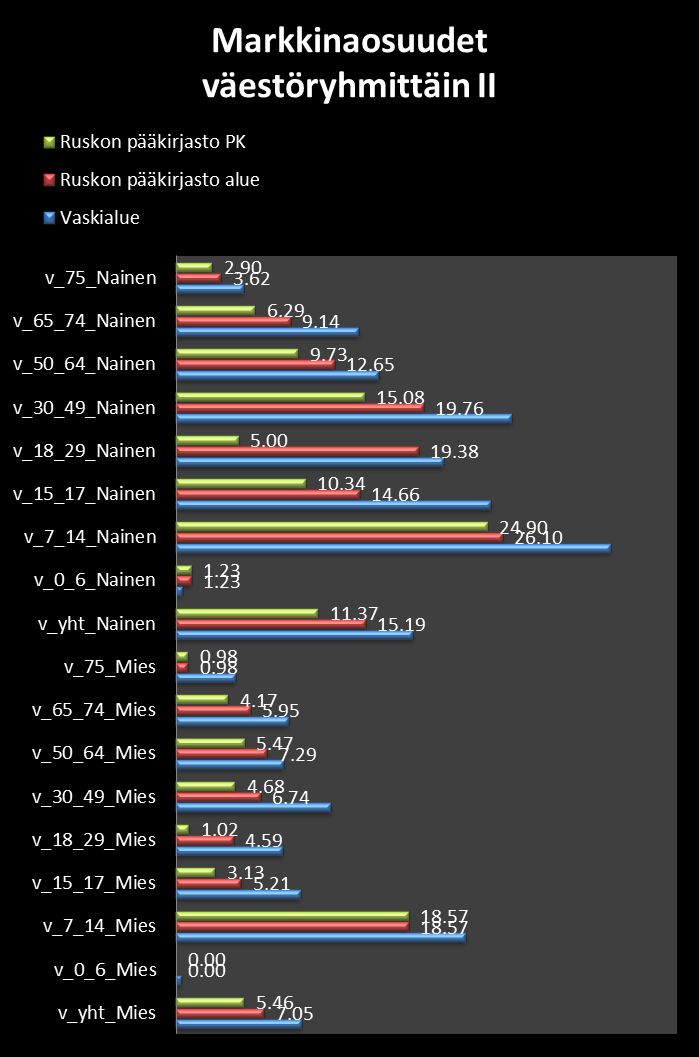 Markkinaosuudet
väestöryhmittäin II
Ruskon pääkirjasto PK
Ruskon pääkirjasto alue
Vaskialue
v_75_Nainen 2.90
3.62
v_65_74_Nainen 6.29
9.14
v_50_64_Nainen 9.73
12.65
v_30_49_Nainen 15.08
19.76
v_18_29_Nainen 5.00
19.38
v_15_17_Nainen 10.34
14.66
v_7_14_Nainen 24.90
26.10
v_0_6_Nainen 1.23
1.23
v_yht_Nainen 11.37
15.19
v_75_Mies 0.98
0.98
v_65_74_Mies 4.17
5.95
v_50_64_Mies 5.47
7.29
v_30_49_Mies 4.68
6.74
v_18_29_Mies 1.02
4.59
v_15_17_Mies 3.13
5.21
v_7_14_Mies 18.57
18.57
v_0_6_Mies 0.00
0.00
v_yht_Mies 5.46
7.05